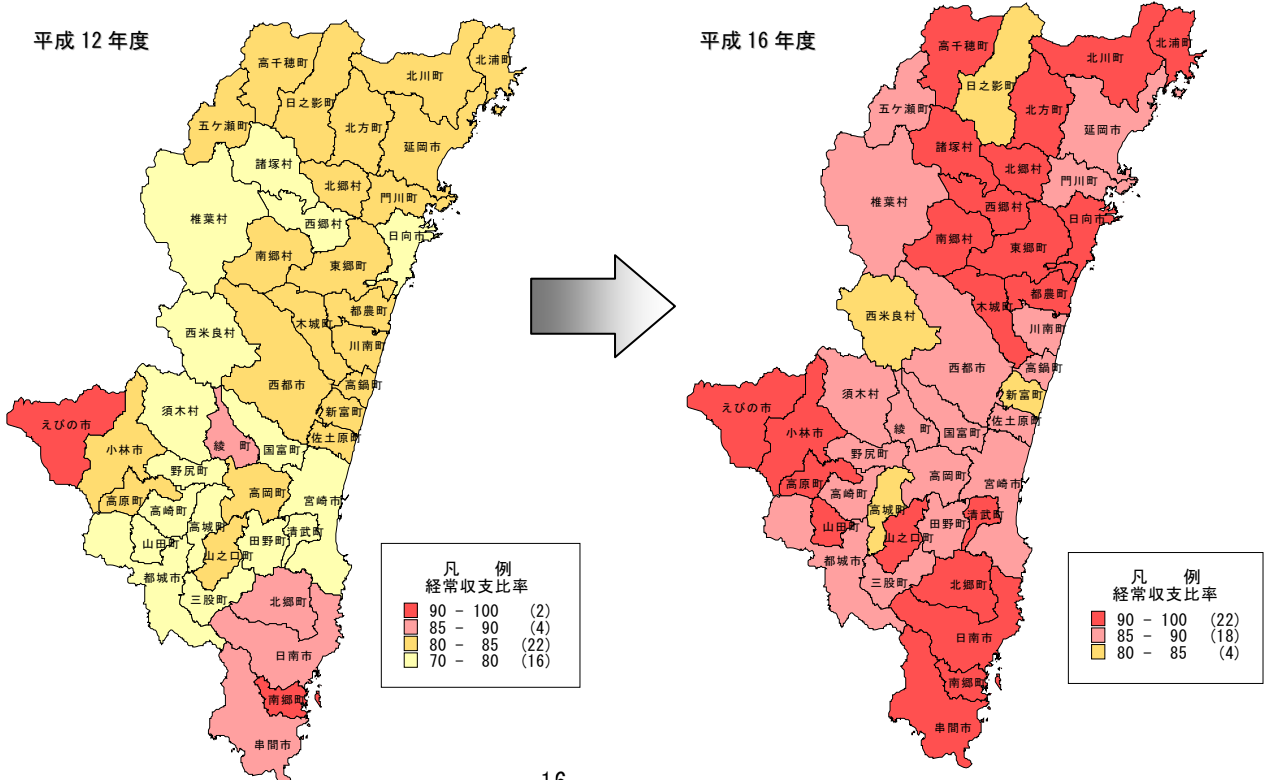 平成 12 年度
高千穂町
北浦町
北川町
日之影町
五ケ瀬町
北方町
延岡市
諸塚村
北郷村
門川町
椎葉村
西郷村
日向市
南郷村
東郷町
都農町
木城町
西米良村
川南町
西都市
高鍋町
須木村
新富町
えびの市
佐土原町
綾　町
国富町
小林市
野尻町
高岡町
宮崎市
高原町
高崎町
高城町
清武町
田野町
山田町
山之口町
都城市
三股町
北郷町
日南市
南郷町
串間市
凡　例
経常収支比率
90 - 100 (2)
85 - 90 (4)
80 - 85 (22)
70 - 80 (16)
平成 16 年度
高千穂町
北浦町
北川町
日之影町
五ケ瀬町
北方町
延岡市
諸塚村
北郷村
門川町
椎葉村
西郷村
日向市
南郷村
東郷町
都農町
木城町
西米良村
川南町
西都市
高鍋町
須木村
新富町
えびの市
佐土原町
綾　町
国富町
小林市
野尻町
高岡町
宮崎市
高原町
高崎町
高城町
清武町
田野町
山田町
山之口町
都城市
三股町
北郷町
日南市
南郷町
串間市
凡　例
経常収支比率
90 - 100 (22)
85 - 90 (18)
80 - 85 (4)
16